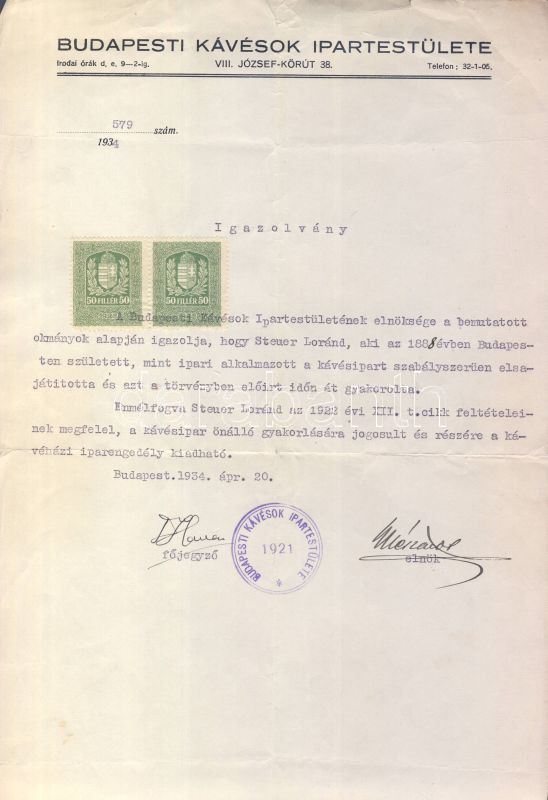 BUDAPESTI KÁVÉSOK IPARTESTÜLETE
Irodai órák d. e. 9—2-ig. VIII. JÓZSEF-KÖRÚT 38. Telefon: 32-1-05.
579 szám.
1934
Igazolvány
50 FILLÉR 50 50 FILLÉR 50
A Budapesti Kávésok Ipartestületének elnöksége a bemutatott
okmányok alapján igazolja, hogy Steuer Loránd, aki az 1888 évben Budapes-
ten született, mint ipari alkalmazott a kávésipart szabályszerüen elsa-
játitotta és azt a törvényben előirt időn át gyakorolta.
Enmélfogva Steuer Loránd az 1922 évi XII. t.cikk feltételei-
nek megfelel, a kávésipar önálló gyakorlására jogosult és részére a ká-
véházi iparengedély kiadható.
Budapest.1934. ápr. 20.
BUDAPESTI KÁVÉSOK IPARTESTÜLETE
1921
Mészáros
főjegyző elnök